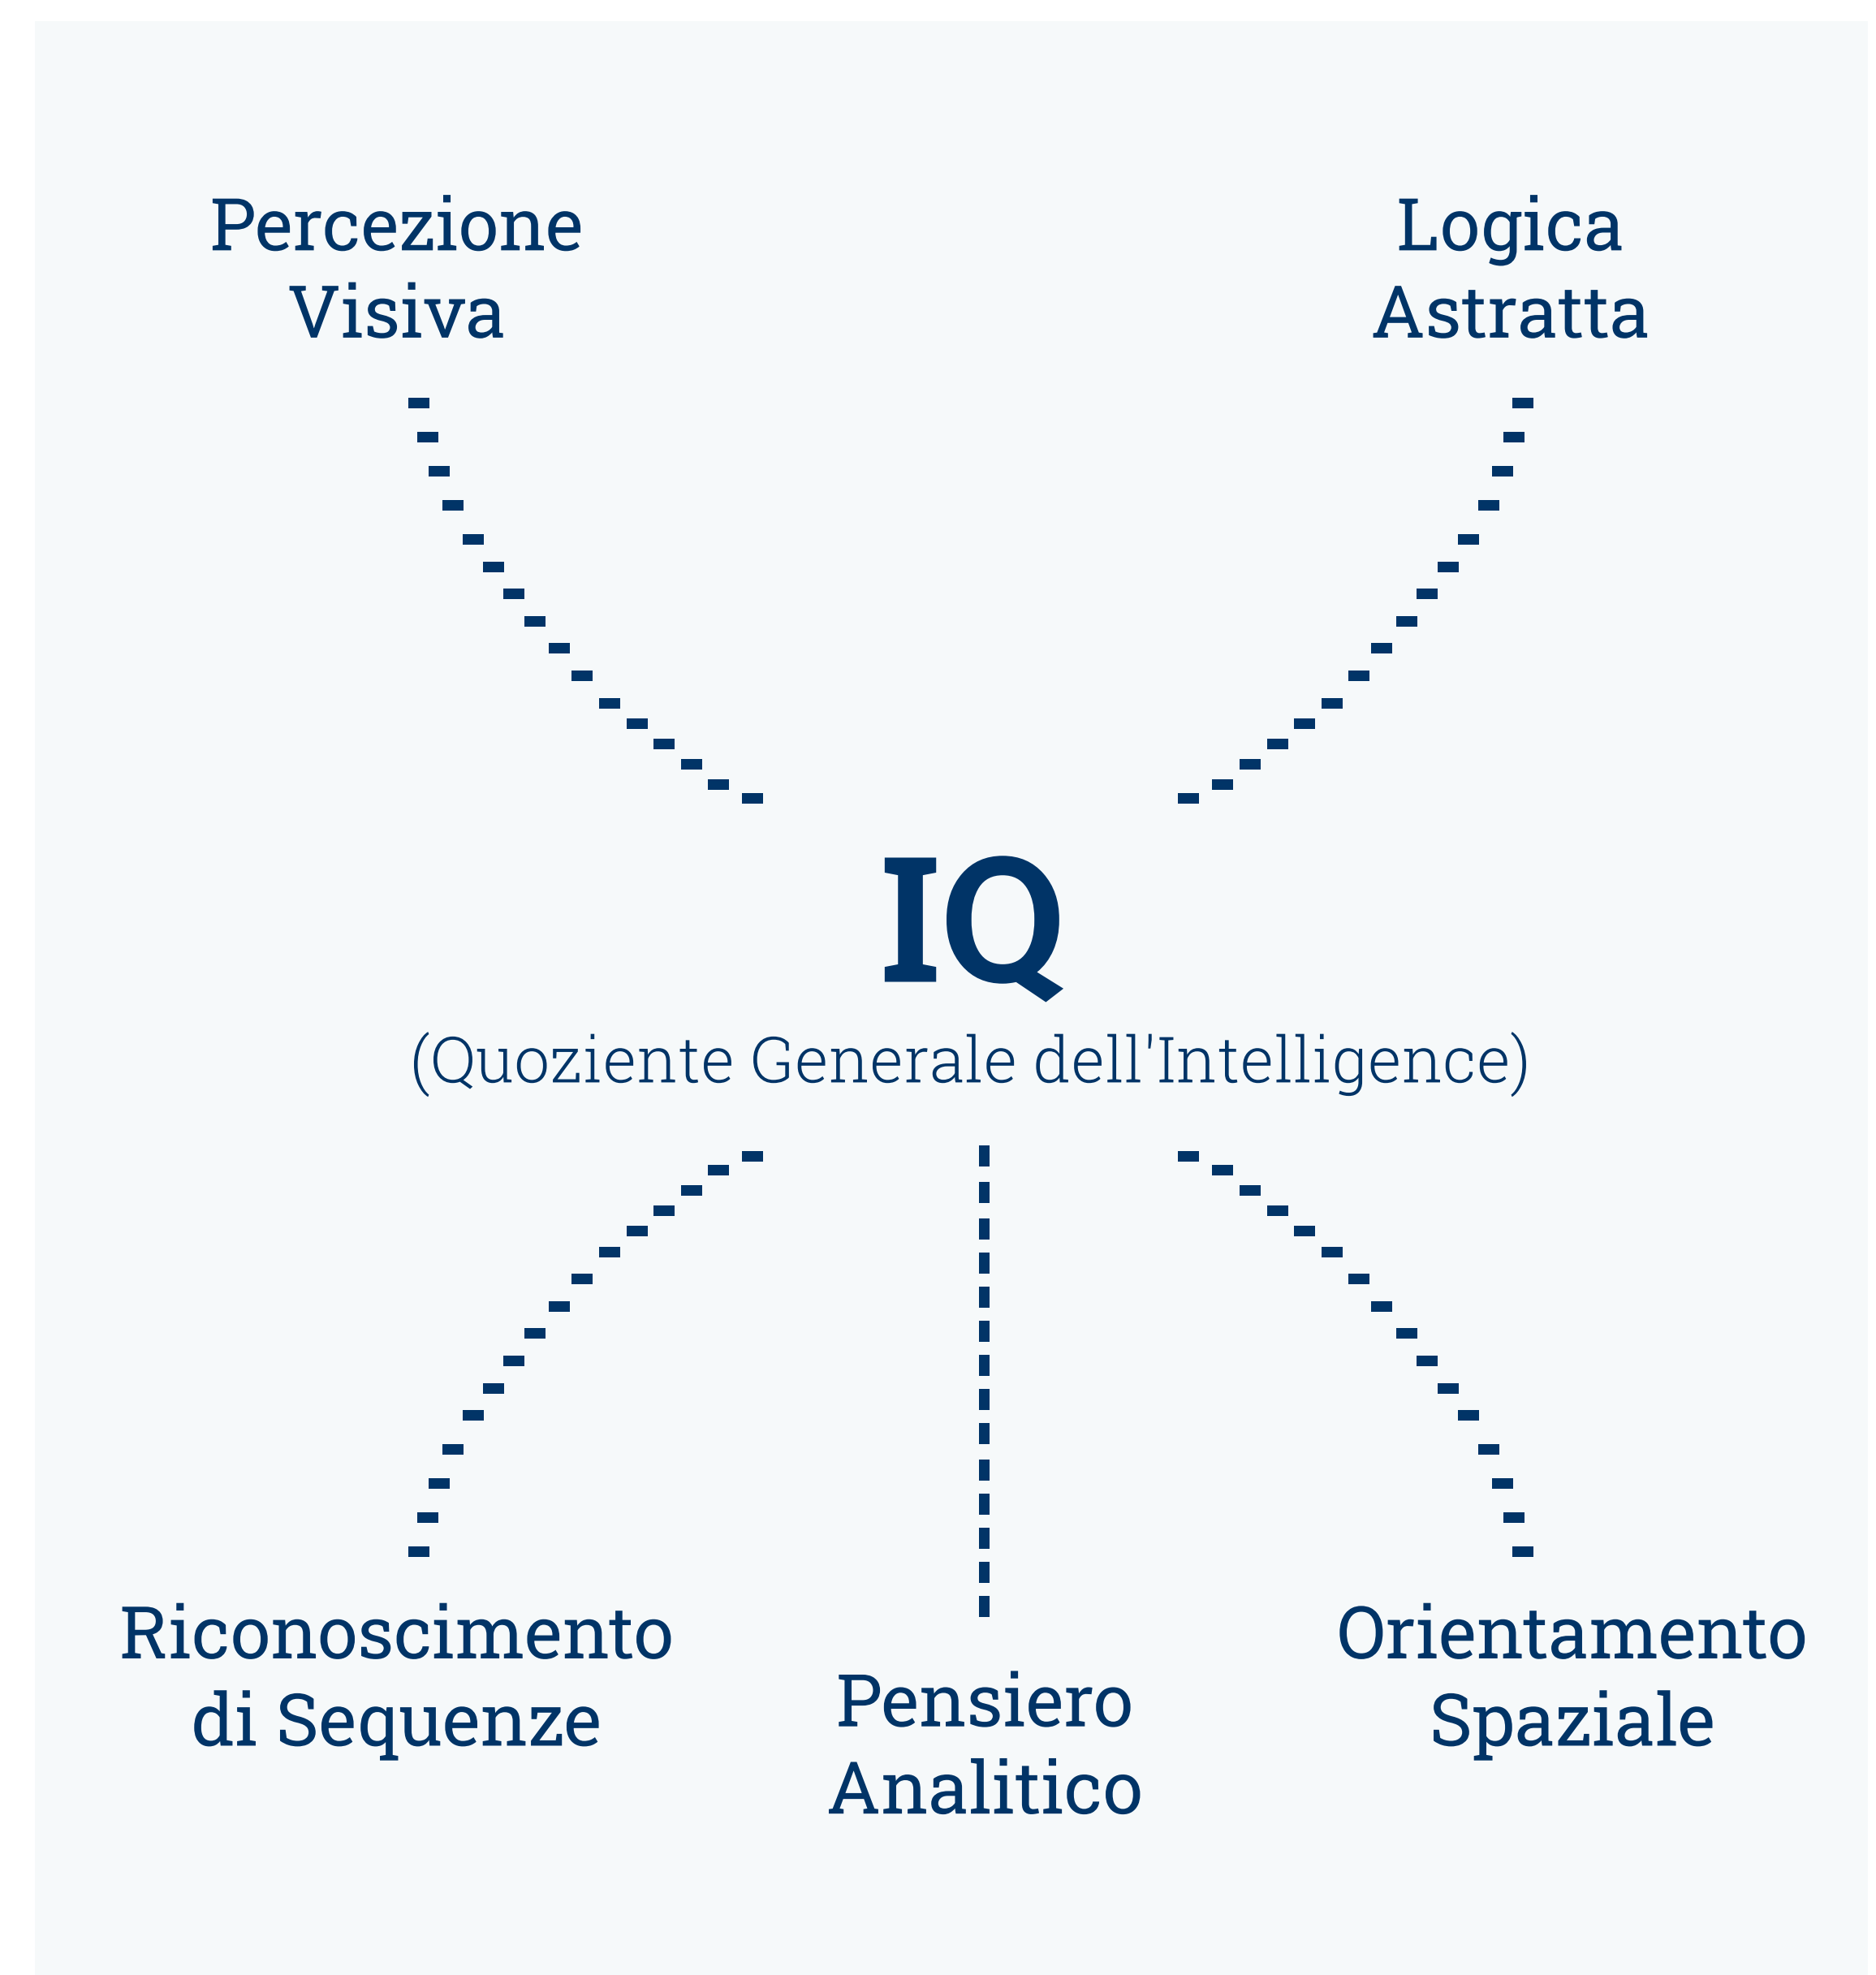 Percezione
Visiva
Logica
Astratta
IQ
(Quoziente Generale dell'Intelligence)
Riconoscimento
di Sequenze
Pensiero
Analitico
Orientamento
Spaziale